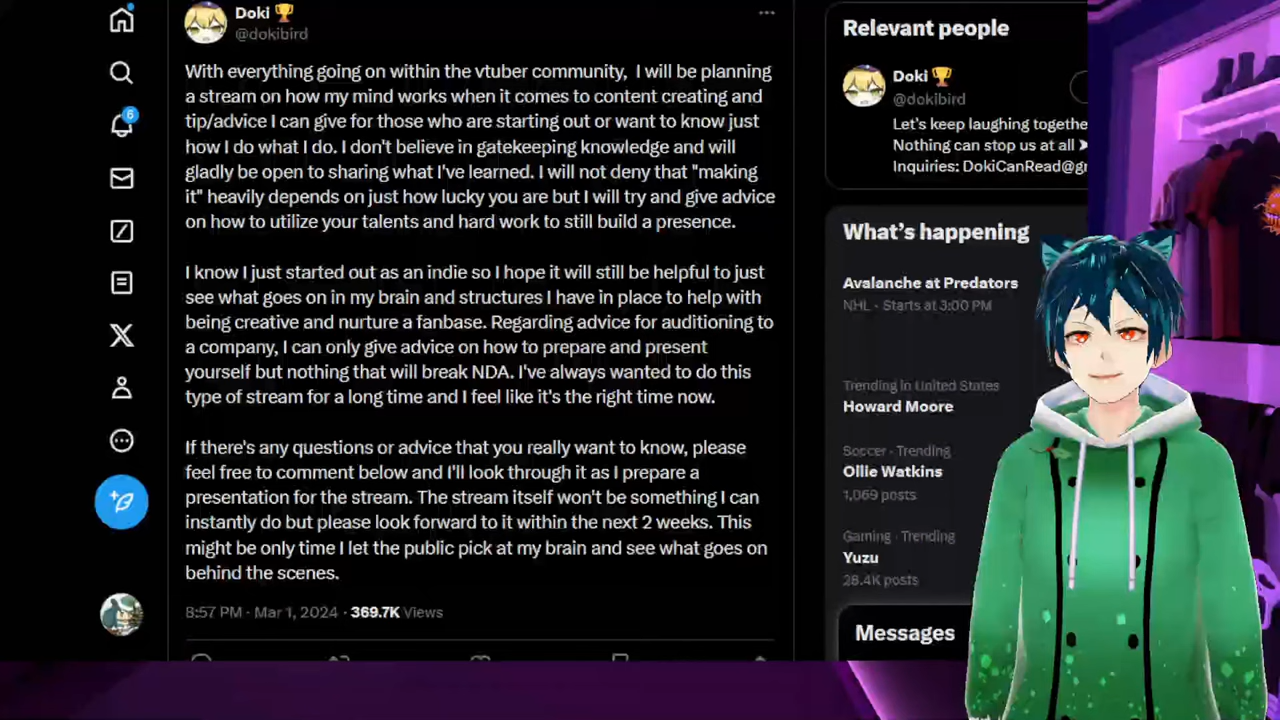 Doki 🏆
@dokibird
With everything going on within the vtuber community, I will be planning
a stream on how my mind works when it comes to content creating and
tip/advice I can give for those who are starting out or want to know just
how I do what I do. I don't believe in gatekeeping knowledge and will
gladly be open to sharing what I've learned. I will not deny that "making
it" heavily depends on just how lucky you are but I will try and give advice
on how to utilize your talents and hard work to still build a presence.
I know I just started out as an indie so I hope it will still be helpful to just
see what goes on in my brain and structures I have in place to help with
being creative and nurture a fanbase. Regarding advice for auditioning to
a company, I can only give advice on how to prepare and present
yourself but nothing that will break NDA. I've always wanted to do this
type of stream for a long time and I feel like it's the right time now.
If there's any questions or advice that you really want to know, please
feel free to comment below and I'll look through it as I prepare a
presentation for the stream. The stream itself won't be something I can
instantly do but please look forward to it within the next 2 weeks. This
might be only time I let the public pick at my brain and see what goes on
behind the scenes.
8:57 PM · Mar 1, 2024 · 369.7K Views
6
Relevant people
Doki 🏆
@dokibird
Let's keep laughing togethe
Nothing can stop us at all
Inquiries: DokiCanRead@gr
What's happening
Avalanche at Predators
NHL · Starts at 3:00 PM
Trending in United States
Howard Moore
Soccer · Trending
Ollie Watkins
1,069 posts
Gaming · Trending
Yuzu
28.4K posts
Messages